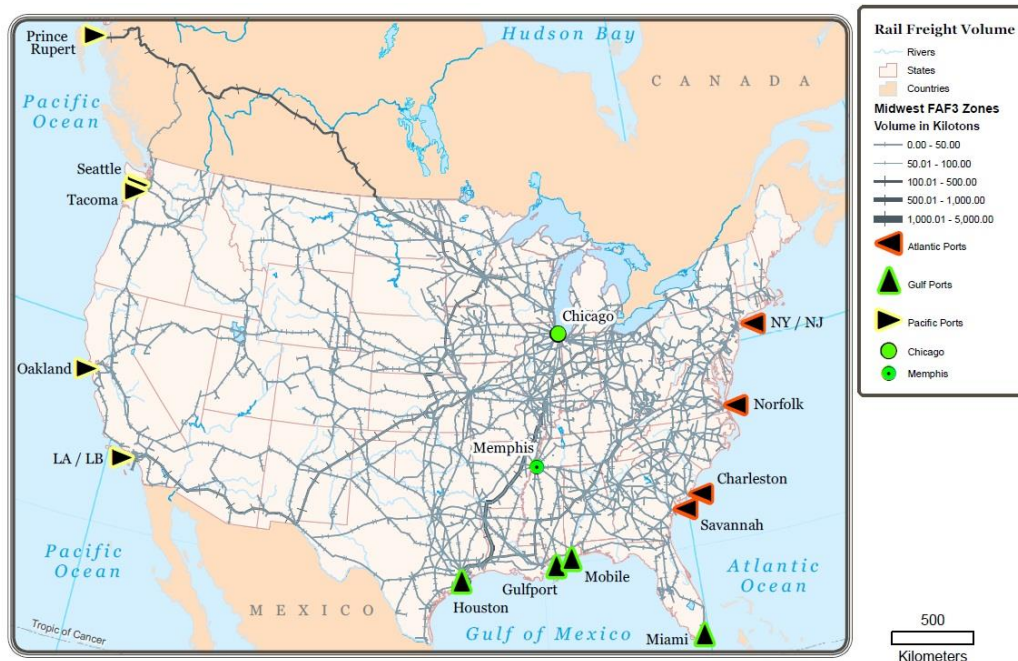 Prince
Rupert
Hudson Bay
CANADA
Pacific
Ocean
Seattle
Tacoma
Chicago
NY / NJ
Oakland
Norfolk
Memphis
LA / LB
Charleston
Savannah
Pacific
Ocean
Atlantic
Ocean
MEXICO
Houston
Gulfport
Mobile
Tropic of Cancer
Gulf of Mexico
Miami
Rail Freight Volume
Rivers
States
Countries
Midwest FAF3 Zones
Volume in Kilotons
0.00 - 50.00
50.01 - 100.00
100.01 - 500.00
500.01 - 1,000.00
1,000.01 - 5,000.00
Atlantic Ports
Gulf Ports
Pacific Ports
Chicago
Memphis
500
Kilometers